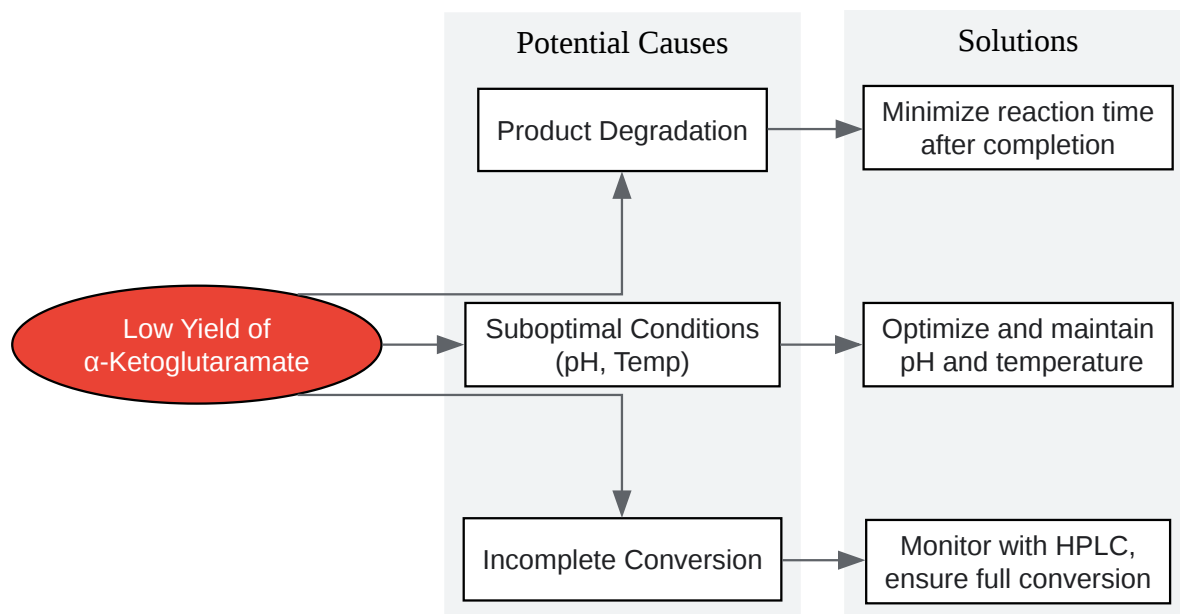 Potential Causes
Solutions
Product Degradation
Minimize reaction time
after completion
Low Yield of
α-Ketoglutaramate
Suboptimal Conditions
(pH, Temp)
Optimize and maintain
pH and temperature
Incomplete Conversion
Monitor with HPLC,
ensure full conversion